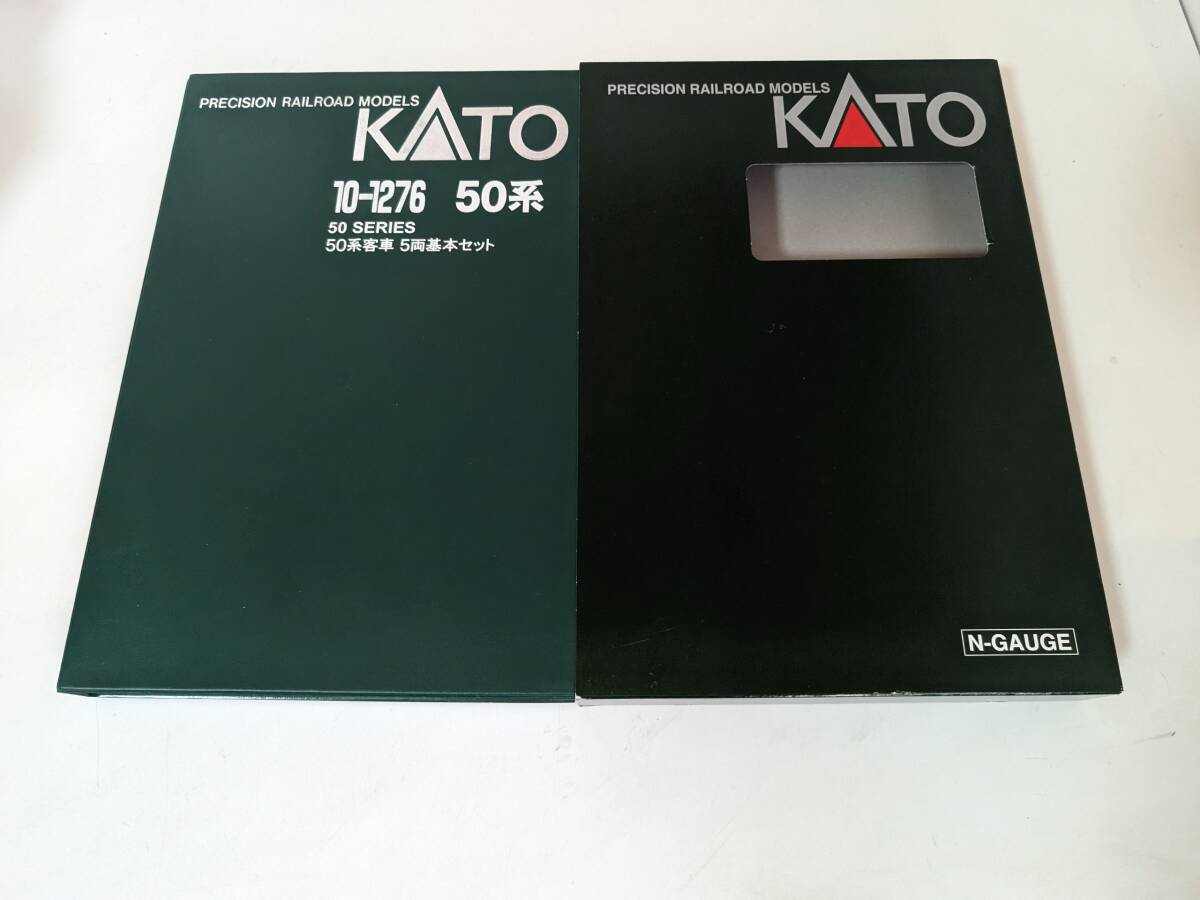 PRECISION RAILROAD MODELS
KATO
10-1276 50系
50 SERIES
50系客車 5両基本セット
PRECISION RAILROAD MODELS
KATO
N-GAUGE